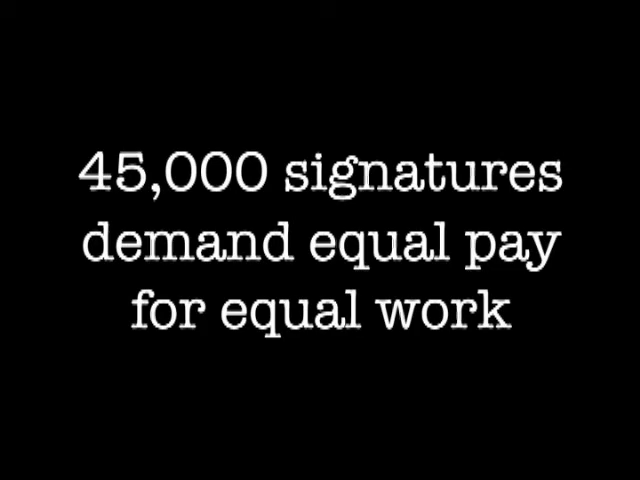 45,000 signatures
demand equal pay
for equal work